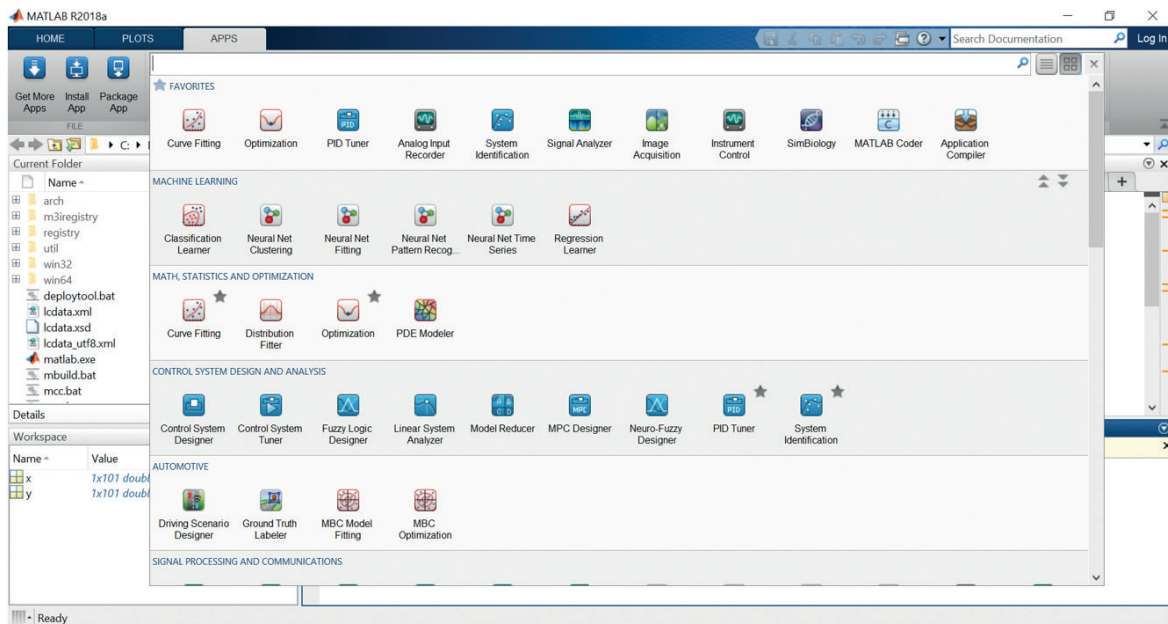 MATLAB R2018a
HOME PLOTS APPS
Search Documentation
Log In
Get More Apps
Install App
Package App
FILE
C:
Current Folder
Name
arch
m3iregistry
registry
util
win32
win64
deploytool.bat
lcdata.xml
lcdata.xsd
lcdata_utf8.xml
matlab.exe
mbuild.bat
mcc.bat
Details
Workspace
Name Value
x 1x101 doubl
y 1x101 doubl
FAVORITES
Curve Fitting
Optimization
PID Tuner
Analog Input Recorder
System Identification
Signal Analyzer
Image Acquisition
Instrument Control
SimBiology
MATLAB Coder
Application Compiler
MACHINE LEARNING
Classification Learner
Neural Net Clustering
Neural Net Fitting
Neural Net Pattern Recog...
Neural Net Time Series
Regression Learner
MATH, STATISTICS AND OPTIMIZATION
Curve Fitting
Distribution Fitter
Optimization
PDE Modeler
CONTROL SYSTEM DESIGN AND ANALYSIS
Control System Designer
Control System Tuner
Fuzzy Logic Designer
Linear System Analyzer
Model Reducer
MPC Designer
Neuro-Fuzzy Designer
PID Tuner
System Identification
AUTOMOTIVE
Driving Scenario Designer
Ground Truth Labeler
MBC Model Fitting
MBC Optimization
SIGNAL PROCESSING AND COMMUNICATIONS
Ready